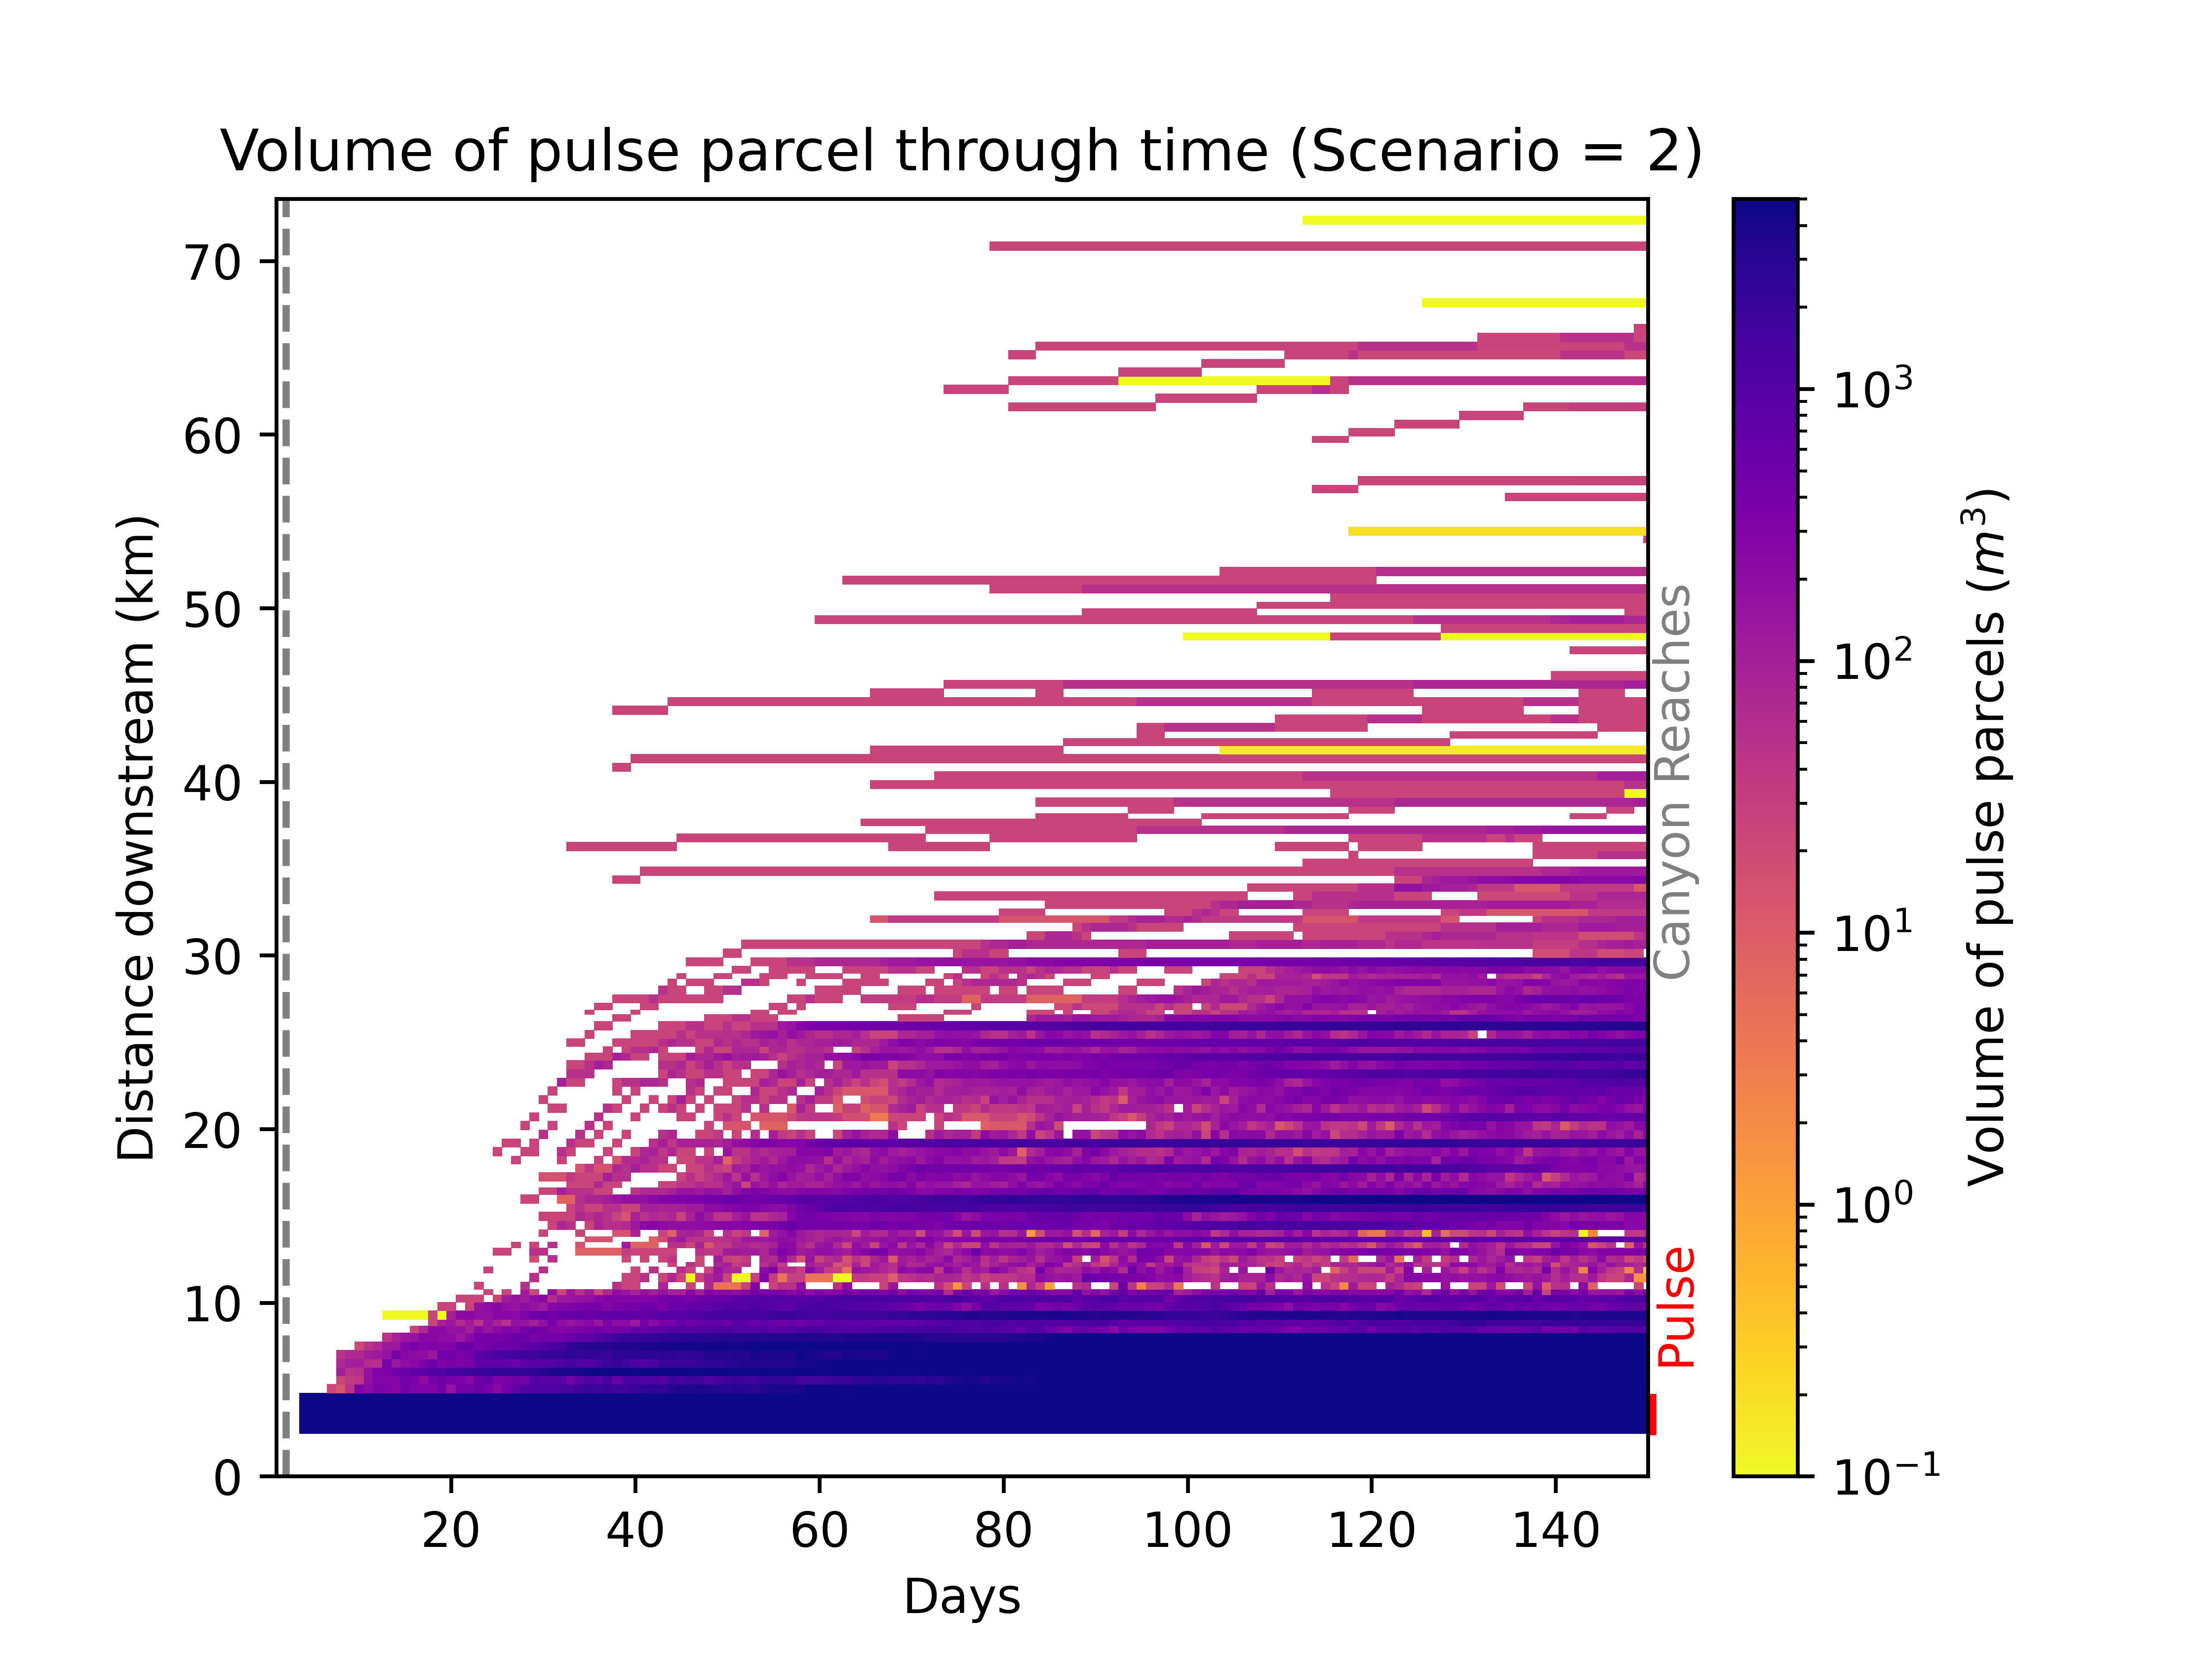 Volume of pulse parcel through time (Scenario = 2)
70
60
50
40
30
20
10
0
Distance downstream (km)
20 40 60 80 100 120 140
Days
Canyon Reaches
Pulse
10³
10²
10¹
10⁰
10⁻¹
Volume of pulse parcels (m³)